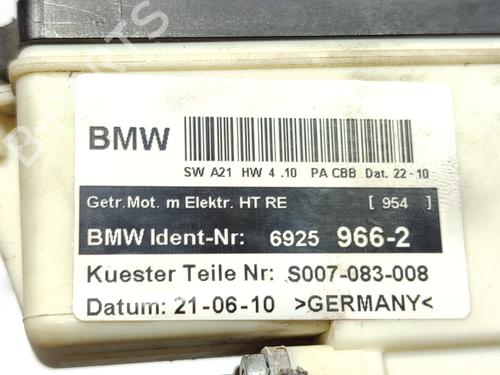 BMW
SW A21 HW 4 .10 PA CBB Dat. 22-10
Getr.Mot. m Elektr. HT RE [ 954 ]
BMW Ident-Nr: 6925 966-2
Kuester Teile Nr: S007-083-008
Datum: 21-06-10 >GERMANY<